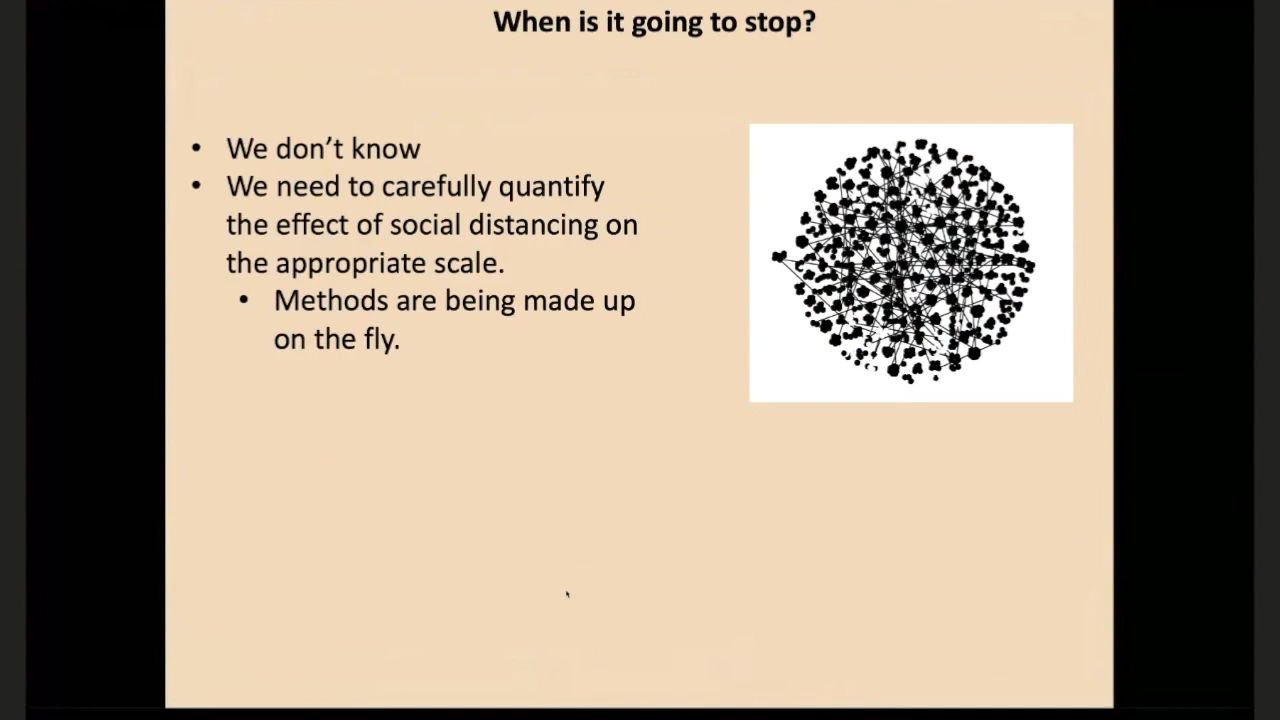 When is it going to stop?
• We don’t know
• We need to carefully quantify
the effect of social distancing on
the appropriate scale.
• Methods are being made up
on the fly.